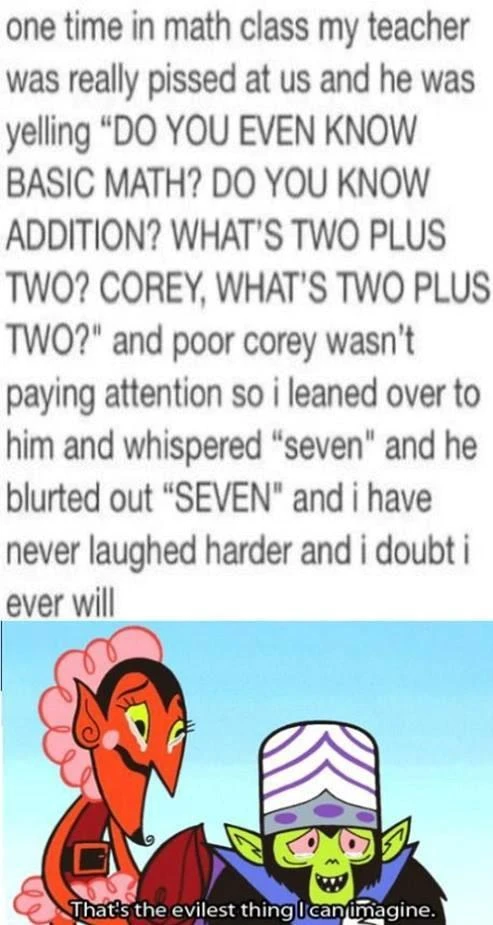 one time in math class my teacher
was really pissed at us and he was
yelling “DO YOU EVEN KNOW
BASIC MATH? DO YOU KNOW
ADDITION? WHAT'S TWO PLUS
TWO? COREY, WHAT'S TWO PLUS
TWO?" and poor corey wasn't
paying attention so i leaned over to
him and whispered “seven" and he
blurted out “SEVEN" and i have
never laughed harder and i doubt i
ever will
That's the evilest thing I can imagine.